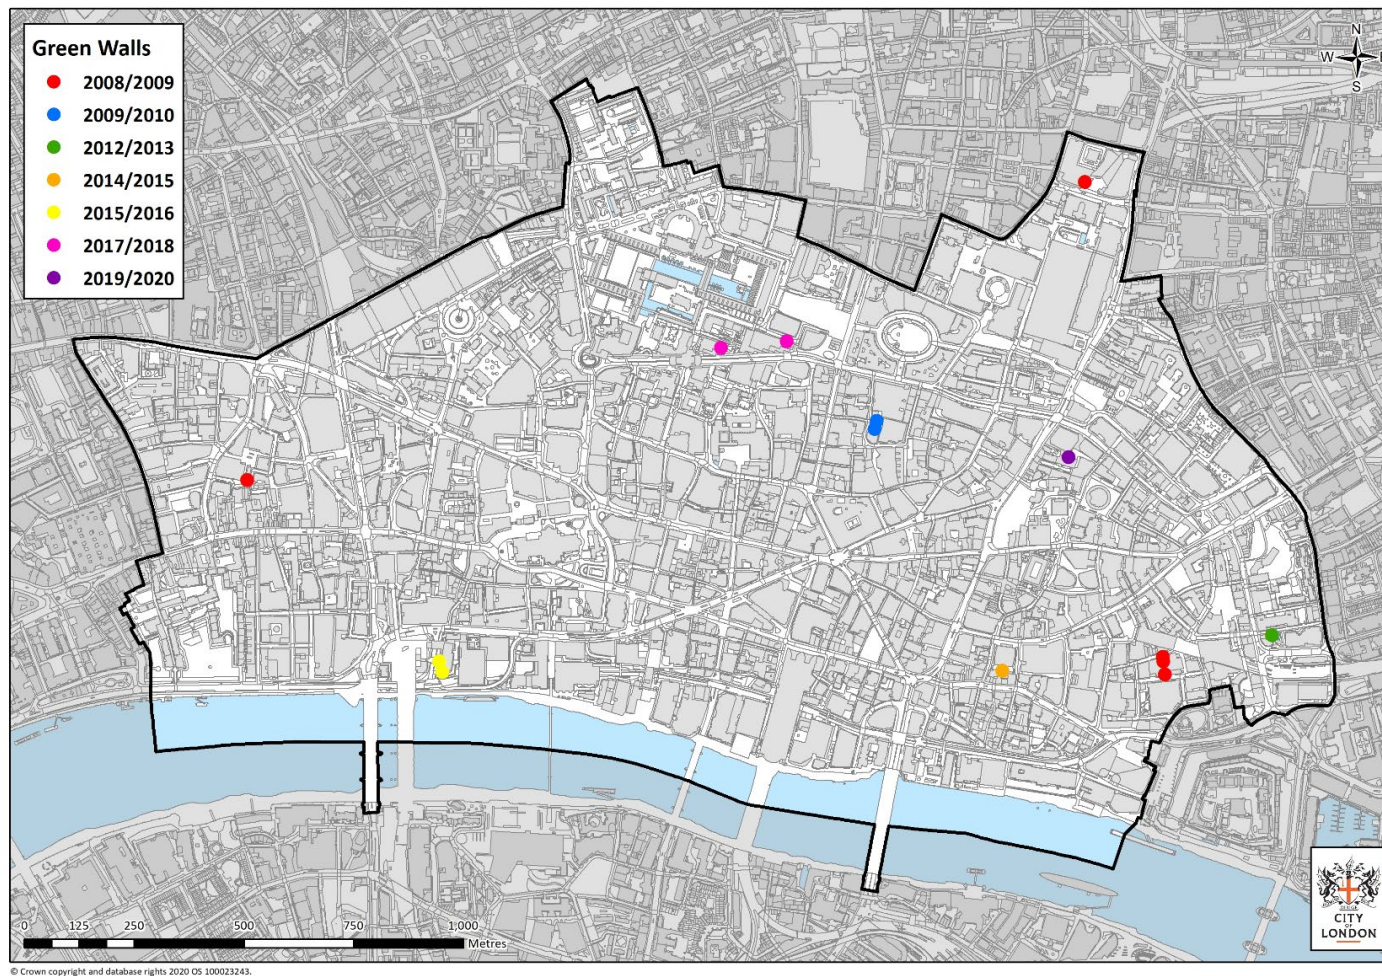 Green Walls
2008/2009
2009/2010
2012/2013
2014/2015
2015/2016
2017/2018
2019/2020
N
W
S
0 125 250 500 750 1,000
Metres
CITY
OF
LONDON
© Crown copyright and database rights 2020 OS 100023243.